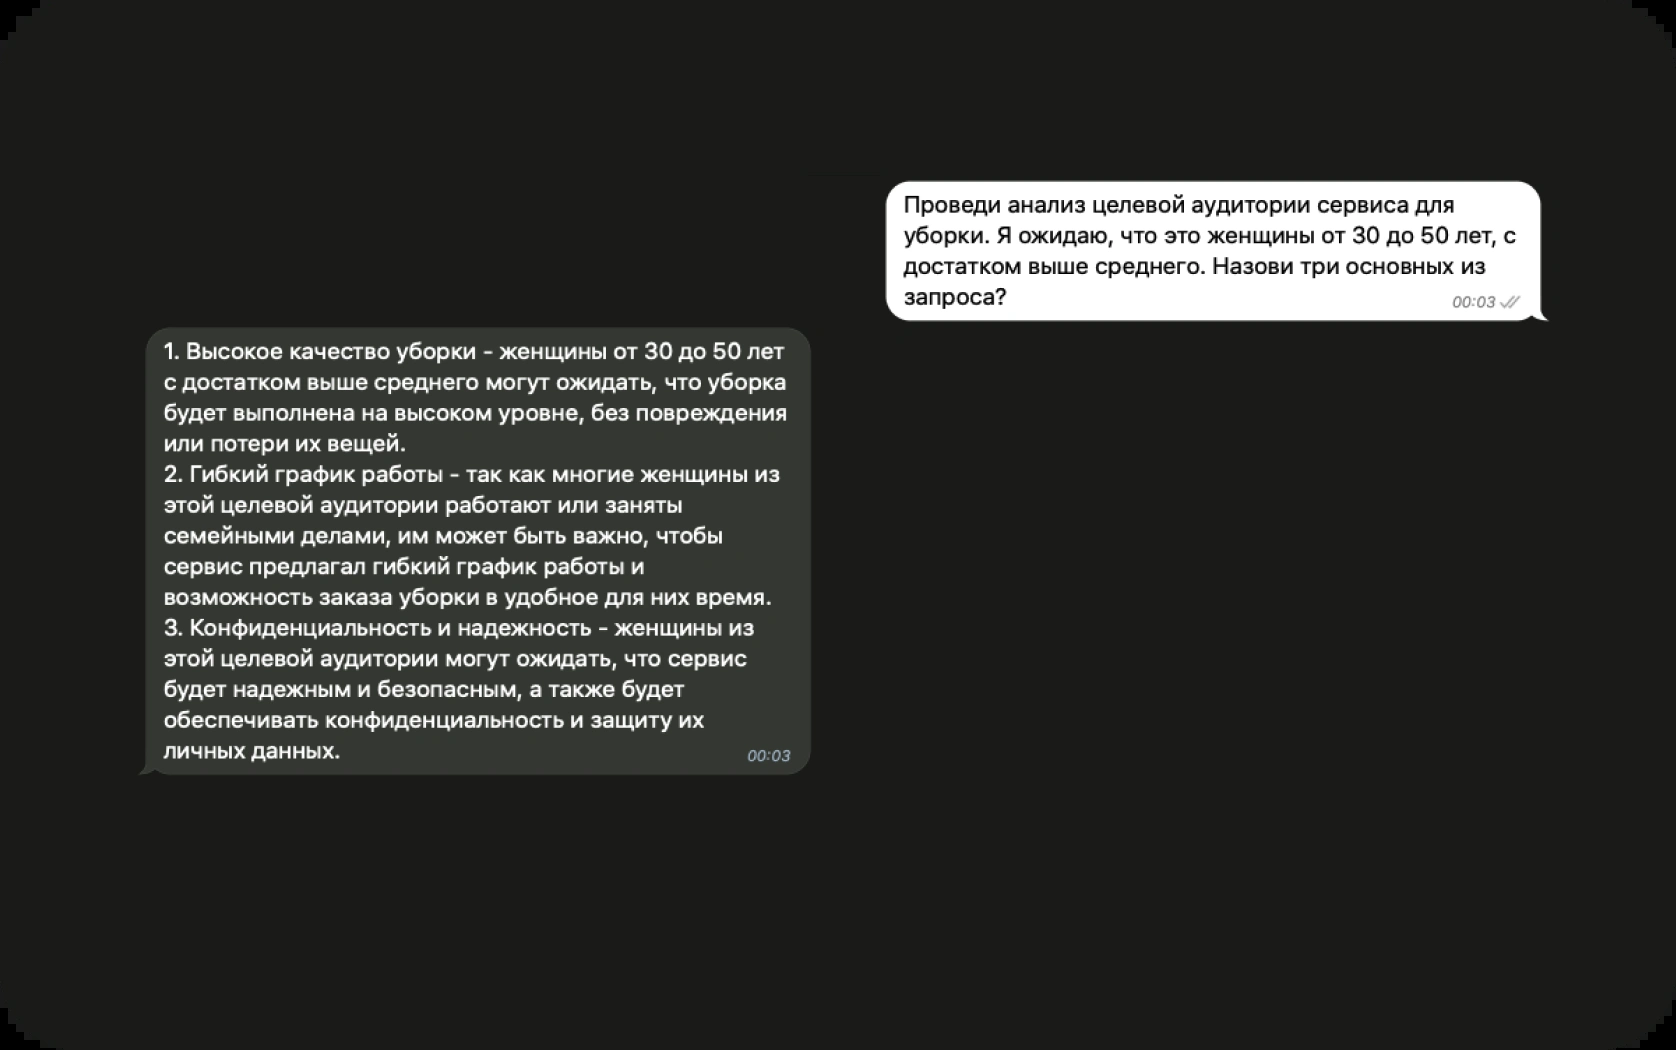 Проведи анализ целевой аудитории сервиса для
уборки. Я ожидаю, что это женщины от 30 до 50 лет, с
достатком выше среднего. Назови три основных из
запроса?
00:03
1. Высокое качество уборки - женщины от 30 до 50 лет
с достатком выше среднего могут ожидать, что уборка
будет выполнена на высоком уровне, без повреждения
или потери их вещей.
2. Гибкий график работы - так как многие женщины из
этой целевой аудитории работают или заняты
семейными делами, им может быть важно, чтобы
сервис предлагал гибкий график работы и
возможность заказа уборки в удобное для них время.
3. Конфиденциальность и надежность - женщины из
этой целевой аудитории могут ожидать, что сервис
будет надежным и безопасным, а также будет
обеспечивать конфиденциальность и защиту их
личных данных.
00:03